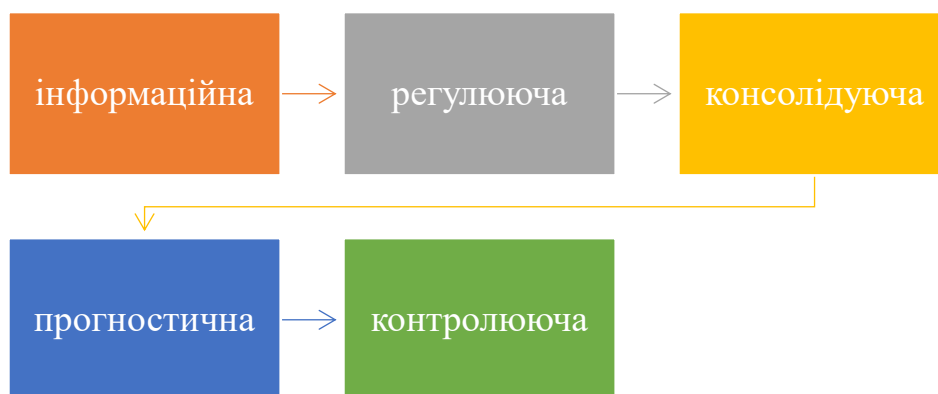 інформаційна
регулююча
консолідуюча
прогностична
контролююча